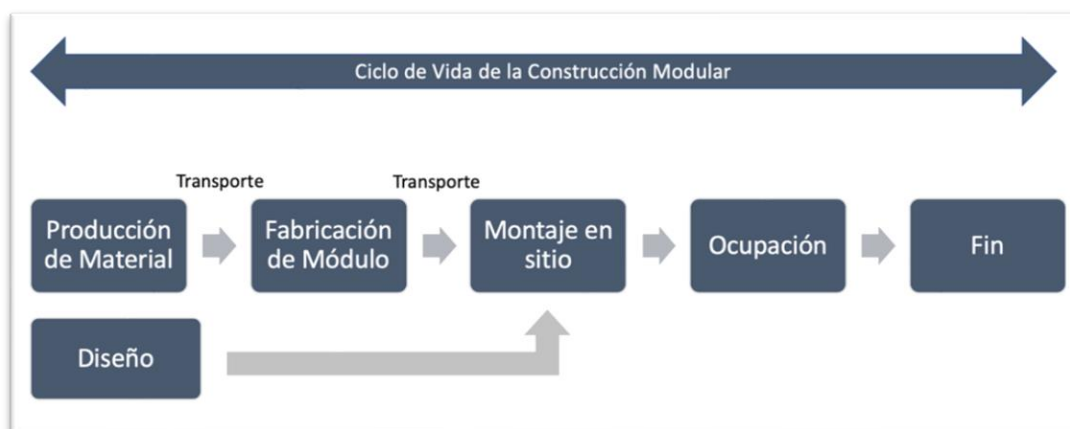 Ciclo de Vida de la Construcción Modular
Transporte
Transporte
Producción
de Material
Fabricación
de Módulo
Montaje en
sitio
Ocupación
Fin
Diseño